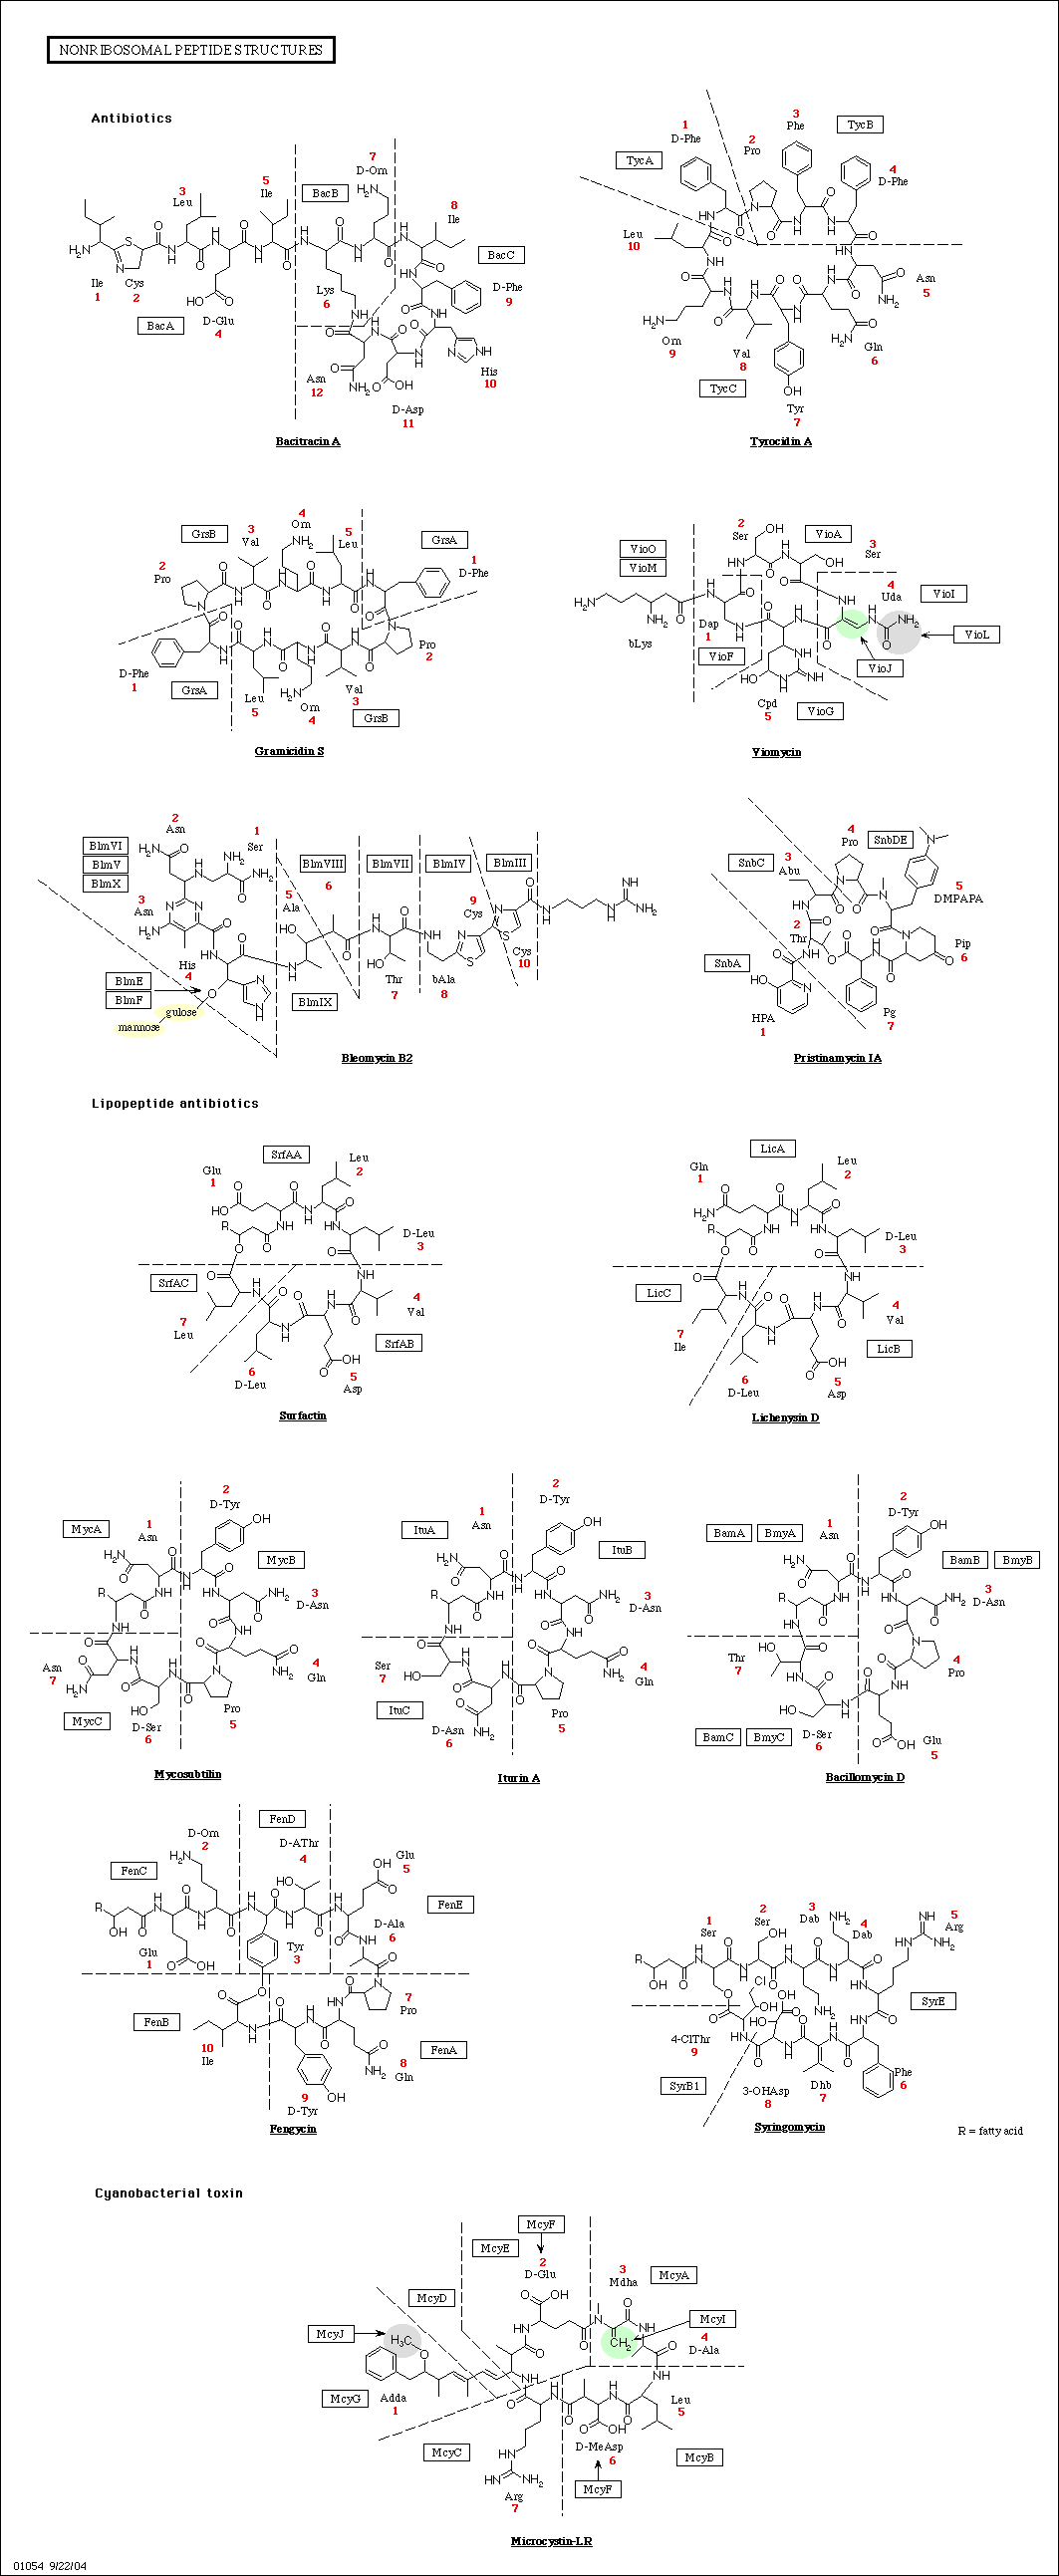 NONRIBOSOMAL PEPTIDE STRUCTURES
Antibiotics
BacA
BacB
BacC
Ile
1
Cys
2
3
Leu
D-Glu
4
5
Ile
Lys
6
7
D-Orn
8
Ile
D-Phe
9
His
10
D-Asp
11
Asn
12
Bacitracin A
TycA
TycB
TycC
1
D-Phe
2
Pro
3
Phe
4
D-Phe
Asn
5
Gln
6
Tyr
7
Val
8
Orn
9
Leu
10
Tyrocidin A
GrsB
GrsA
2
Pro
3
Val
4
Orn
5
Leu
1
D-Phe
Pro
2
Val
3
Orn
4
Leu
5
D-Phe
1
GrsA
GrsB
Gramicidin S
VioO
VioM
VioA
VioI
VioL
VioJ
VioF
VioG
bLys
Dap
1
2
Ser
3
Ser
4
Uda
Cpd
5
Viomycin
BlmVI
BlmV
BlmX
BlmVIII
BlmVII
BlmIV
BlmIII
BlmE
BlmF
BlmIX
1
Ser
2
Asn
3
Asn
His
4
5
Ala
6
Thr
7
bAla
8
9
Cys
Cys
10
gulose
mannose
Bleomycin B2
SnbC
SnbDE
SnbA
HPA
1
2
Thr
3
Abu
4
Pro
5
DMPAPA
Pip
6
Pg
7
Pristinamycin IA
Lipopeptide antibiotics
SrfAA
SrfAC
SrfAB
Glu
1
Leu
2
D-Leu
3
4
Val
5
Asp
6
D-Leu
7
Leu
Surfactin
LicA
LicC
LicB
Gln
1
Leu
2
D-Leu
3
4
Val
5
Asp
6
D-Leu
7
Ile
Lichenysin D
MycA
MycB
MycC
1
Asn
2
D-Tyr
3
D-Asn
4
Gln
Pro
5
D-Ser
6
Asn
7
Mycosubtilin
ItuA
ItuB
ItuC
1
Asn
2
D-Tyr
3
D-Asn
4
Gln
Pro
5
D-Asn
6
Ser
7
Iturin A
BamA BmyA
BamB BmyB
BamC BmyC
1
Asn
2
D-Tyr
3
D-Asn
4
Pro
Glu
5
D-Ser
6
Thr
7
Bacillomycin D
FenC
FenD
FenE
FenB
FenA
Glu
1
D-Orn
2
Tyr
3
D-AThr
4
Glu
5
D-Ala
6
7
Pro
8
Gln
9
D-Tyr
10
Ile
Fengycin
SyrE
SyrB1
1
Ser
2
Ser
3
Dab
4
Dab
5
Arg
Phe
6
Dhb
7
3-OHAsp
8
4-ClThr
9
Syringomycin
R = fatty acid
Cyanobacterial toxin
McyF
McyE
McyD
McyJ
McyG
McyA
McyI
McyC
McyB
McyF
Adda
1
2
D-Glu
3
Mdha
4
D-Ala
Leu
5
D-MeAsp
6
Arg
7
Microcystin-LR
01054 9/22/04